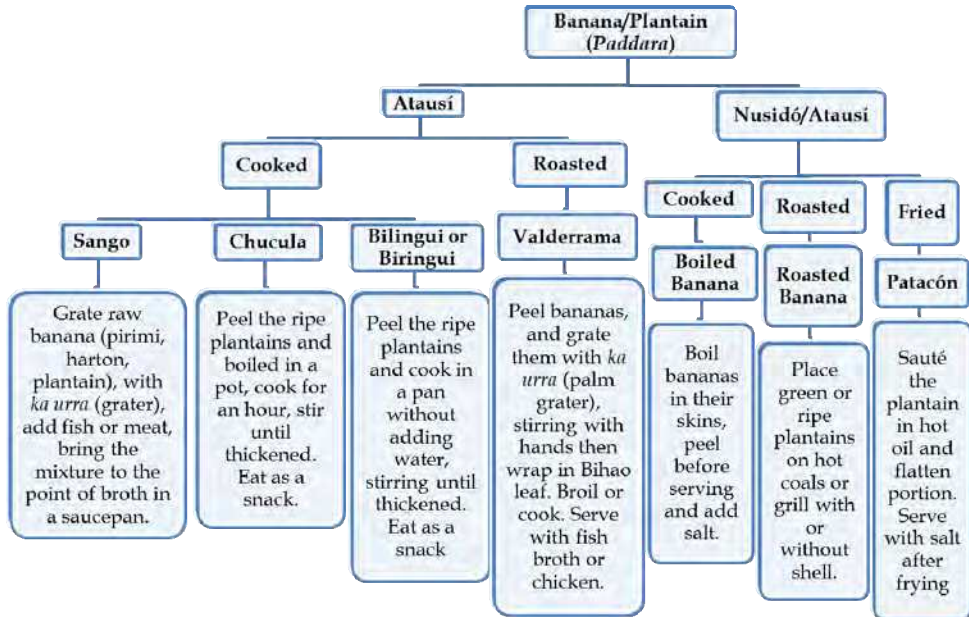 Banana/Plantain
(Paddara)
Atausí
Nusidó/Atausí
Cooked
Roasted
Cooked
Roasted
Fried
Sango
Chucula
Bilingui or
Biringui
Valderrama
Boiled
Banana
Roasted
Banana
Patacón
Grate raw
banana (pirimi,
harton,
plantain), with
ka urra (grater),
add fish or meat,
bring the
mixture to the
point of broth in
a saucepan.
Peel the ripe
plantains and
boiled in a
pot, cook for
an hour, stir
until
thickened.
Eat as a
snack.
Peel the ripe
plantains
and cook in
a pan
without
adding
water,
stirring until
thickened.
Eat as a
snack
Peel bananas,
and grate
them with ka
urra (palm
grater),
stirring with
hands then
wrap in Bihao
leaf. Broil or
cook. Serve
with fish
broth or
chicken.
Boil
bananas
in their
skins,
peel
before
serving
and add
salt.
Place
green or
ripe
plantains
on hot
coals or
grill with
or
without
shell.
Sauté
the
plantain
in hot
oil and
flatten
portion.
Serve
with salt
after
frying